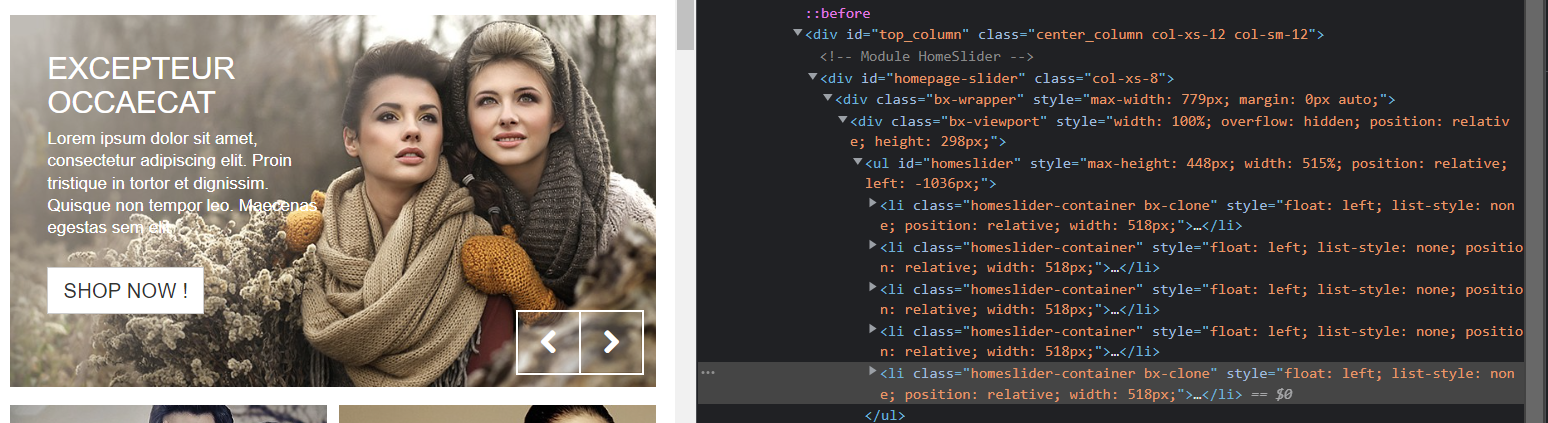 EXCEPTEUR
OCCAECAT
Lorem ipsum dolor sit amet,
consectetur adipiscing elit. Proin
tristique in tortor et dignissim.
Quisque non tempor leo. Maecenas
egestas sem elit
SHOP NOW !
::before
<div id="top_column" class="center_column col-xs-12 col-sm-12">
<!-- Module HomeSlider -->
<div id="homepage-slider" class="col-xs-8">
<div class="bx-wrapper" style="max-width: 779px; margin: 0px auto;">
<div class="bx-viewport" style="width: 100%; overflow: hidden; position: relativ
e; height: 298px;">
<ul id="homeslider" style="max-height: 448px; width: 515%; position: relative;
left: -1036px;">
<li class="homeslider-container bx-clone" style="float: left; list-style: non
e; position: relative; width: 518px;">…</li>
<li class="homeslider-container" style="float: left; list-style: none; positio
n: relative; width: 518px;">…</li>
<li class="homeslider-container" style="float: left; list-style: none; positio
n: relative; width: 518px;">…</li>
<li class="homeslider-container" style="float: left; list-style: none; positio
n: relative; width: 518px;">…</li>
<li class="homeslider-container bx-clone" style="float: left; list-style: non
e; position: relative; width: 518px;">…</li> == $0
</ul>